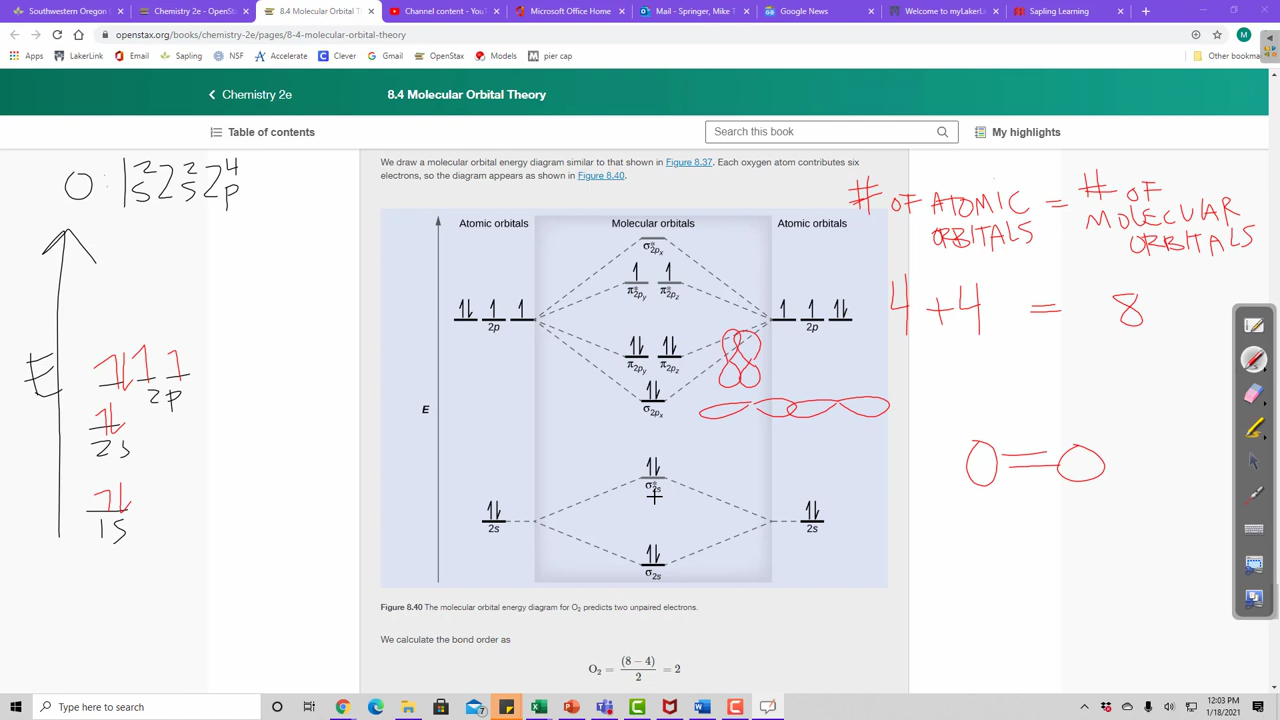 Southwestern Oregon C
Chemistry 2e - OpenSta
8.4 Molecular Orbital Th
Channel content - YouT
Microsoft Office Home
Mail - Springer, Mike T
Google News
Welcome to myLakerLi
Sapling Learning
openstax.org/books/chemistry-2e/pages/8-4-molecular-orbital-theory
M
Apps
LakerLink
Email
Sapling
NSF
Accelerate
Clever
Gmail
OpenStax
Models
pier cap
Other bookmar
Chemistry 2e
8.4 Molecular Orbital Theory
Table of contents
Search this book
My highlights
We draw a molecular orbital energy diagram similar to that shown in Figure 8.37. Each oxygen atom contributes six
electrons, so the diagram appears as shown in Figure 8.40.
O: 1s² 2s² 2p⁴
# OF ATOMIC ORBITALS = # OF MOLECULAR ORBITALS
4 + 4 = 8
Atomic orbitals
Molecular orbitals
Atomic orbitals
σ*2px
π*2py π*2pz
2p
2p
π2py π2pz
σ2px
E
σ*2s
2s
2s
σ2s
E
2p
2s
1s
O=O
Figure 8.40 The molecular orbital energy diagram for O2 predicts two unpaired electrons.
We calculate the bond order as
O2 = (8 − 4) / 2 = 2
Type here to search
7
12:03 PM
1/18/2021